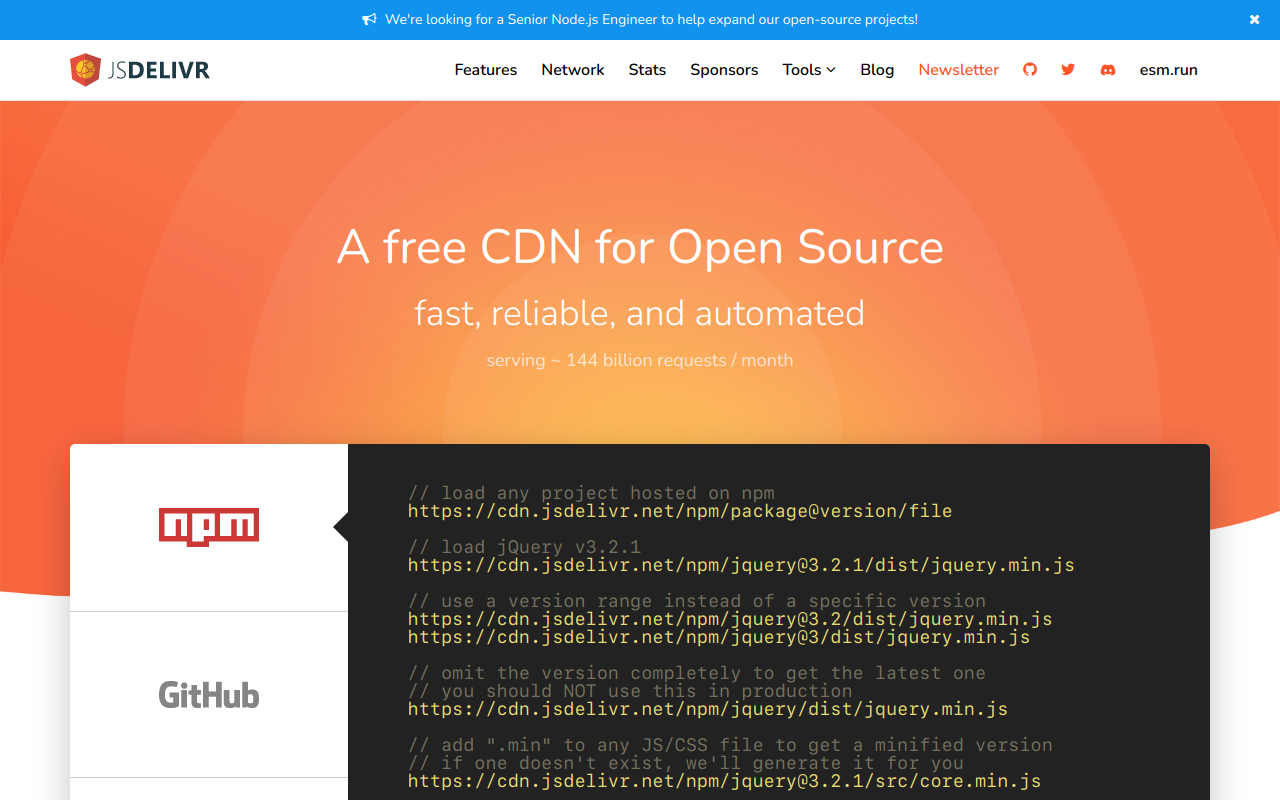 We're looking for a Senior Node.js Engineer to help expand our open-source projects!
JSDELIVR
Features Network Stats Sponsors Tools Blog Newsletter esm.run
A free CDN for Open Source
fast, reliable, and automated
serving ~ 144 billion requests / month
npm
// load any project hosted on npm
https://cdn.jsdelivr.net/npm/package@version/file
// load jQuery v3.2.1
https://cdn.jsdelivr.net/npm/jquery@3.2.1/dist/jquery.min.js
// use a version range instead of a specific version
https://cdn.jsdelivr.net/npm/jquery@3.2/dist/jquery.min.js
https://cdn.jsdelivr.net/npm/jquery@3/dist/jquery.min.js
// omit the version completely to get the latest one
// you should NOT use this in production
https://cdn.jsdelivr.net/npm/jquery/dist/jquery.min.js
// add ".min" to any JS/CSS file to get a minified version
// if one doesn't exist, we'll generate it for you
https://cdn.jsdelivr.net/npm/jquery@3.2.1/src/core.min.js
GitHub